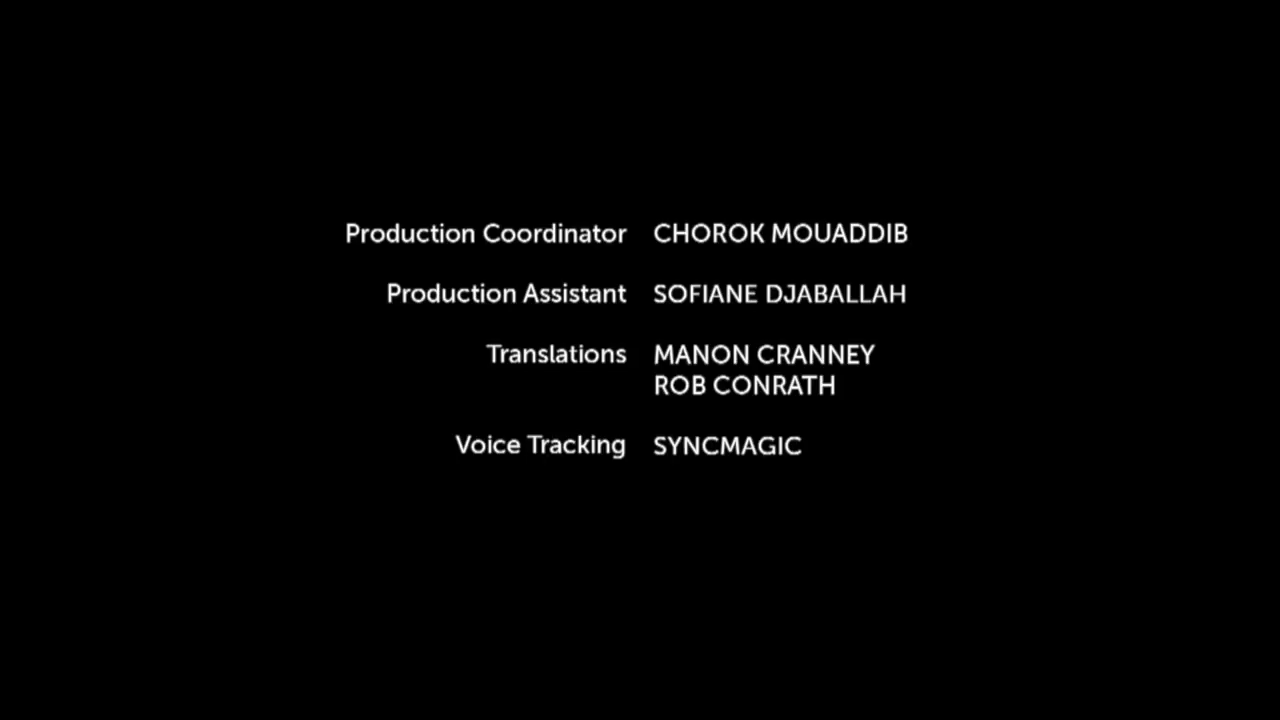 Production Coordinator CHOROK MOUADDIB
Production Assistant SOFIANE DJABALLAH
Translations MANON CRANNEY
ROB CONRATH
Voice Tracking SYNCMAGIC